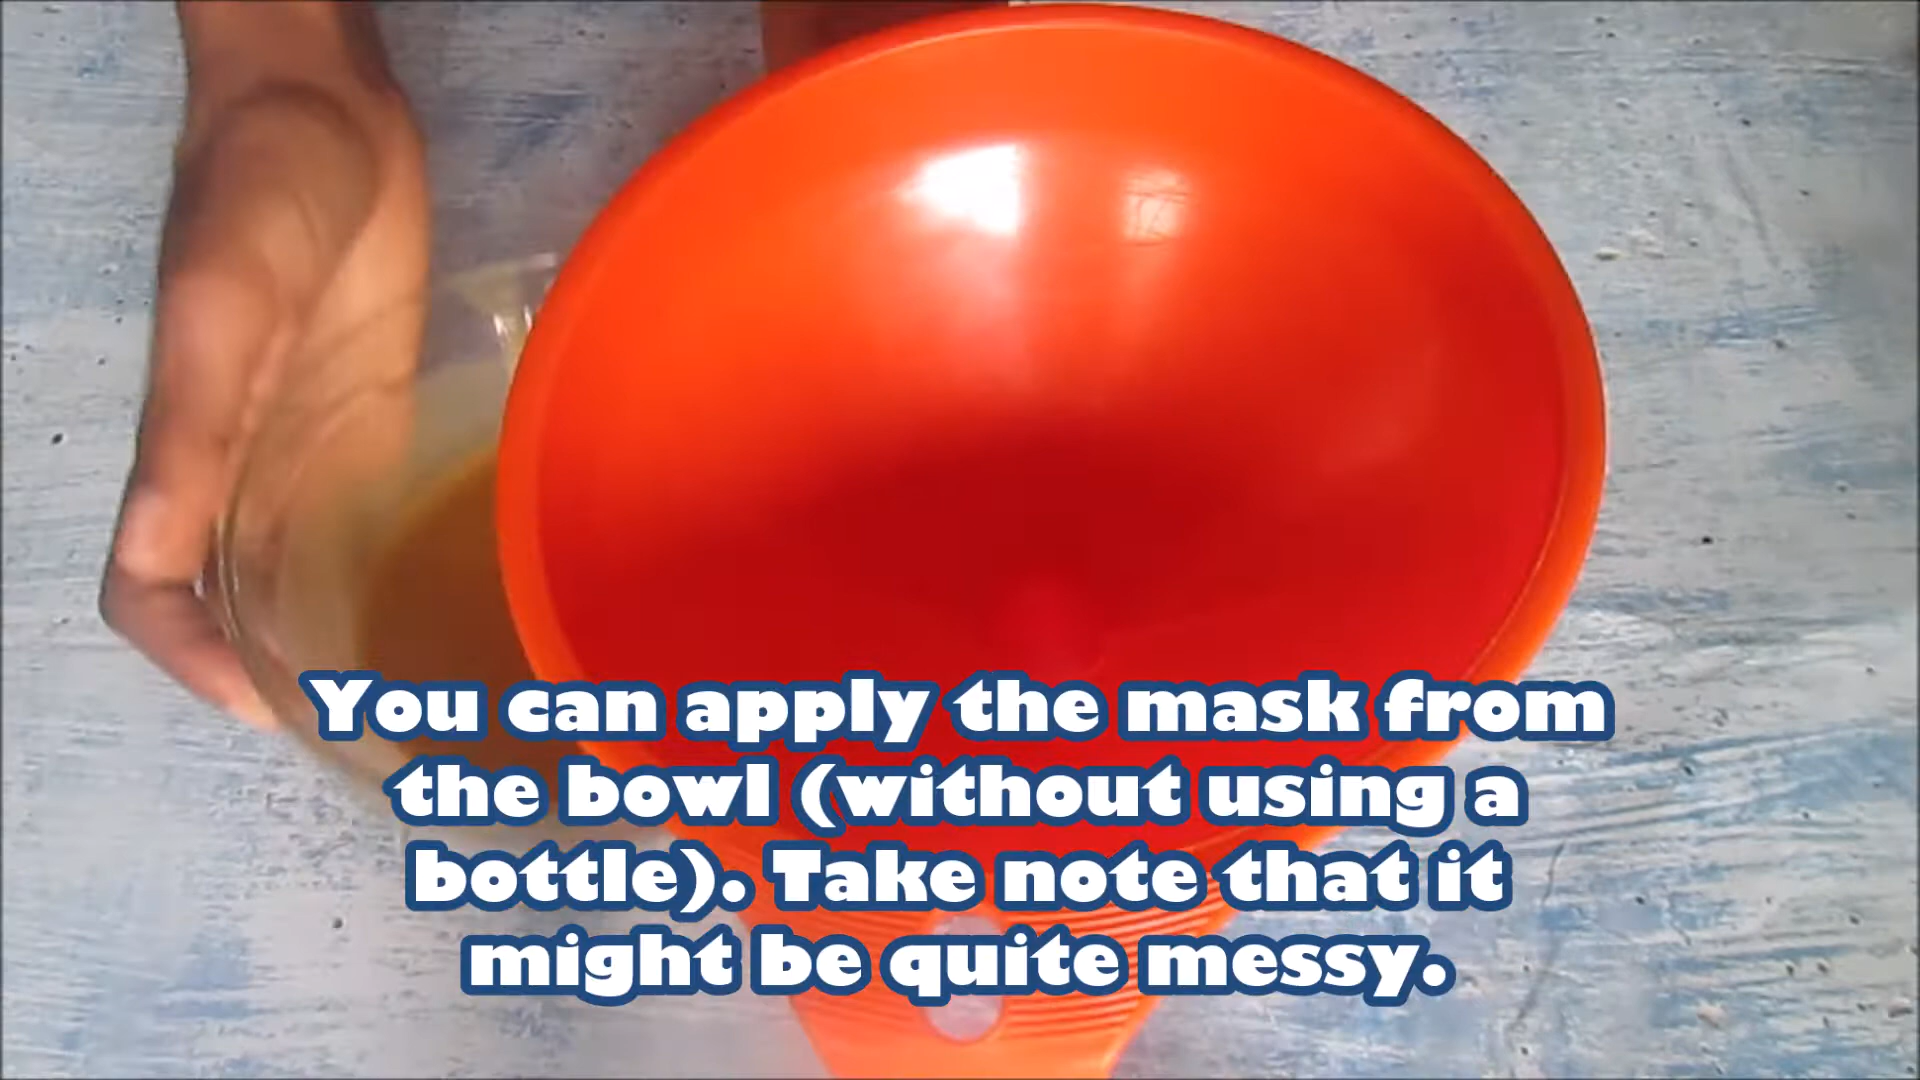 You can apply the mask from
the bowl (without using a
bottle). Take note that it
might be quite messy.